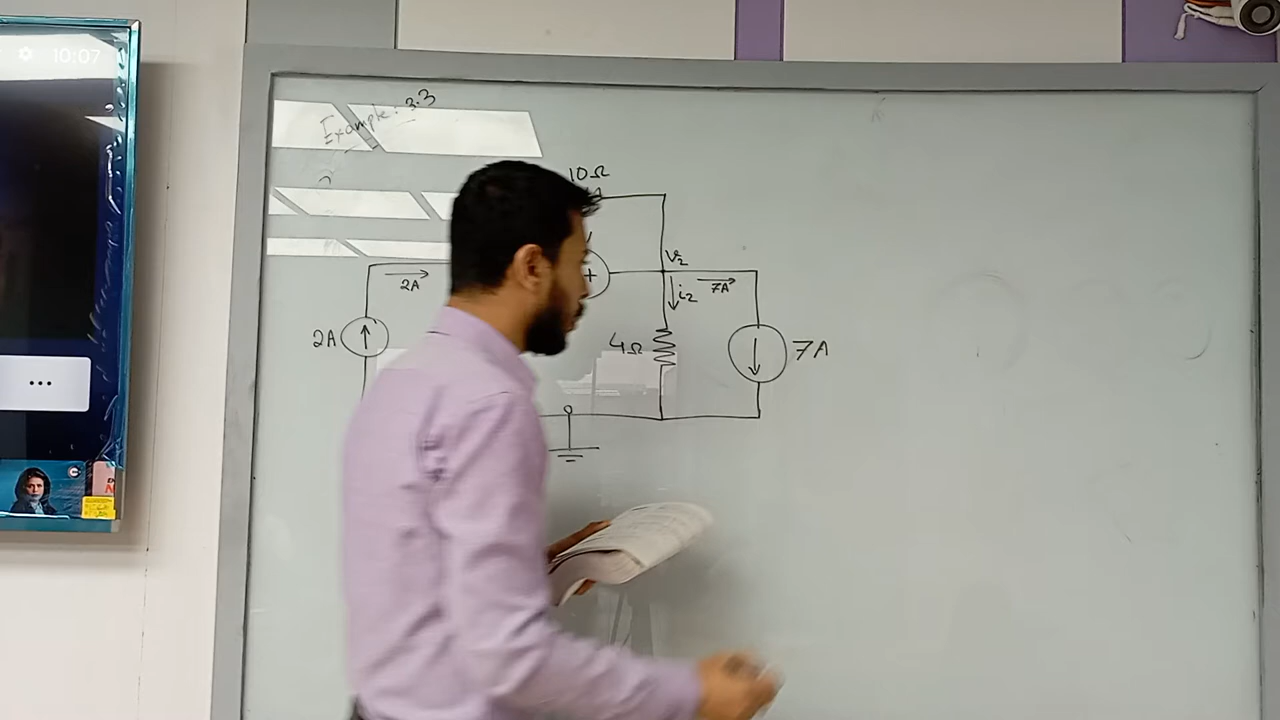 10:07
Example: 3.3
10Ω
V₂
2A
i₂
7A
2A
4Ω
7A